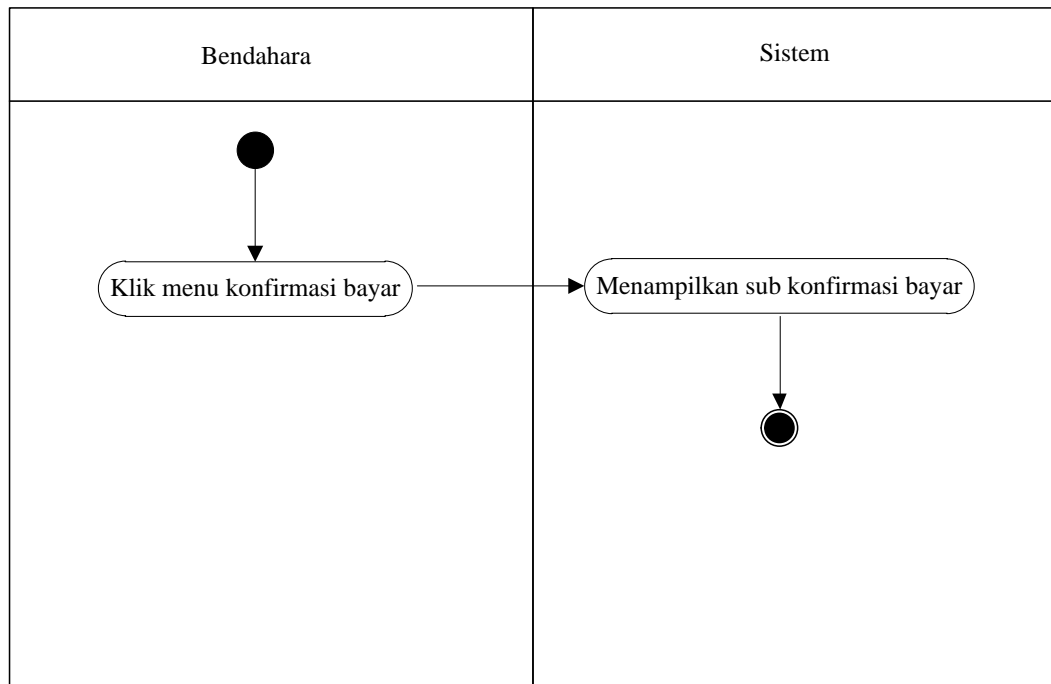 Bendahara
Sistem
Klik menu konfirmasi bayar
Menampilkan sub konfirmasi bayar